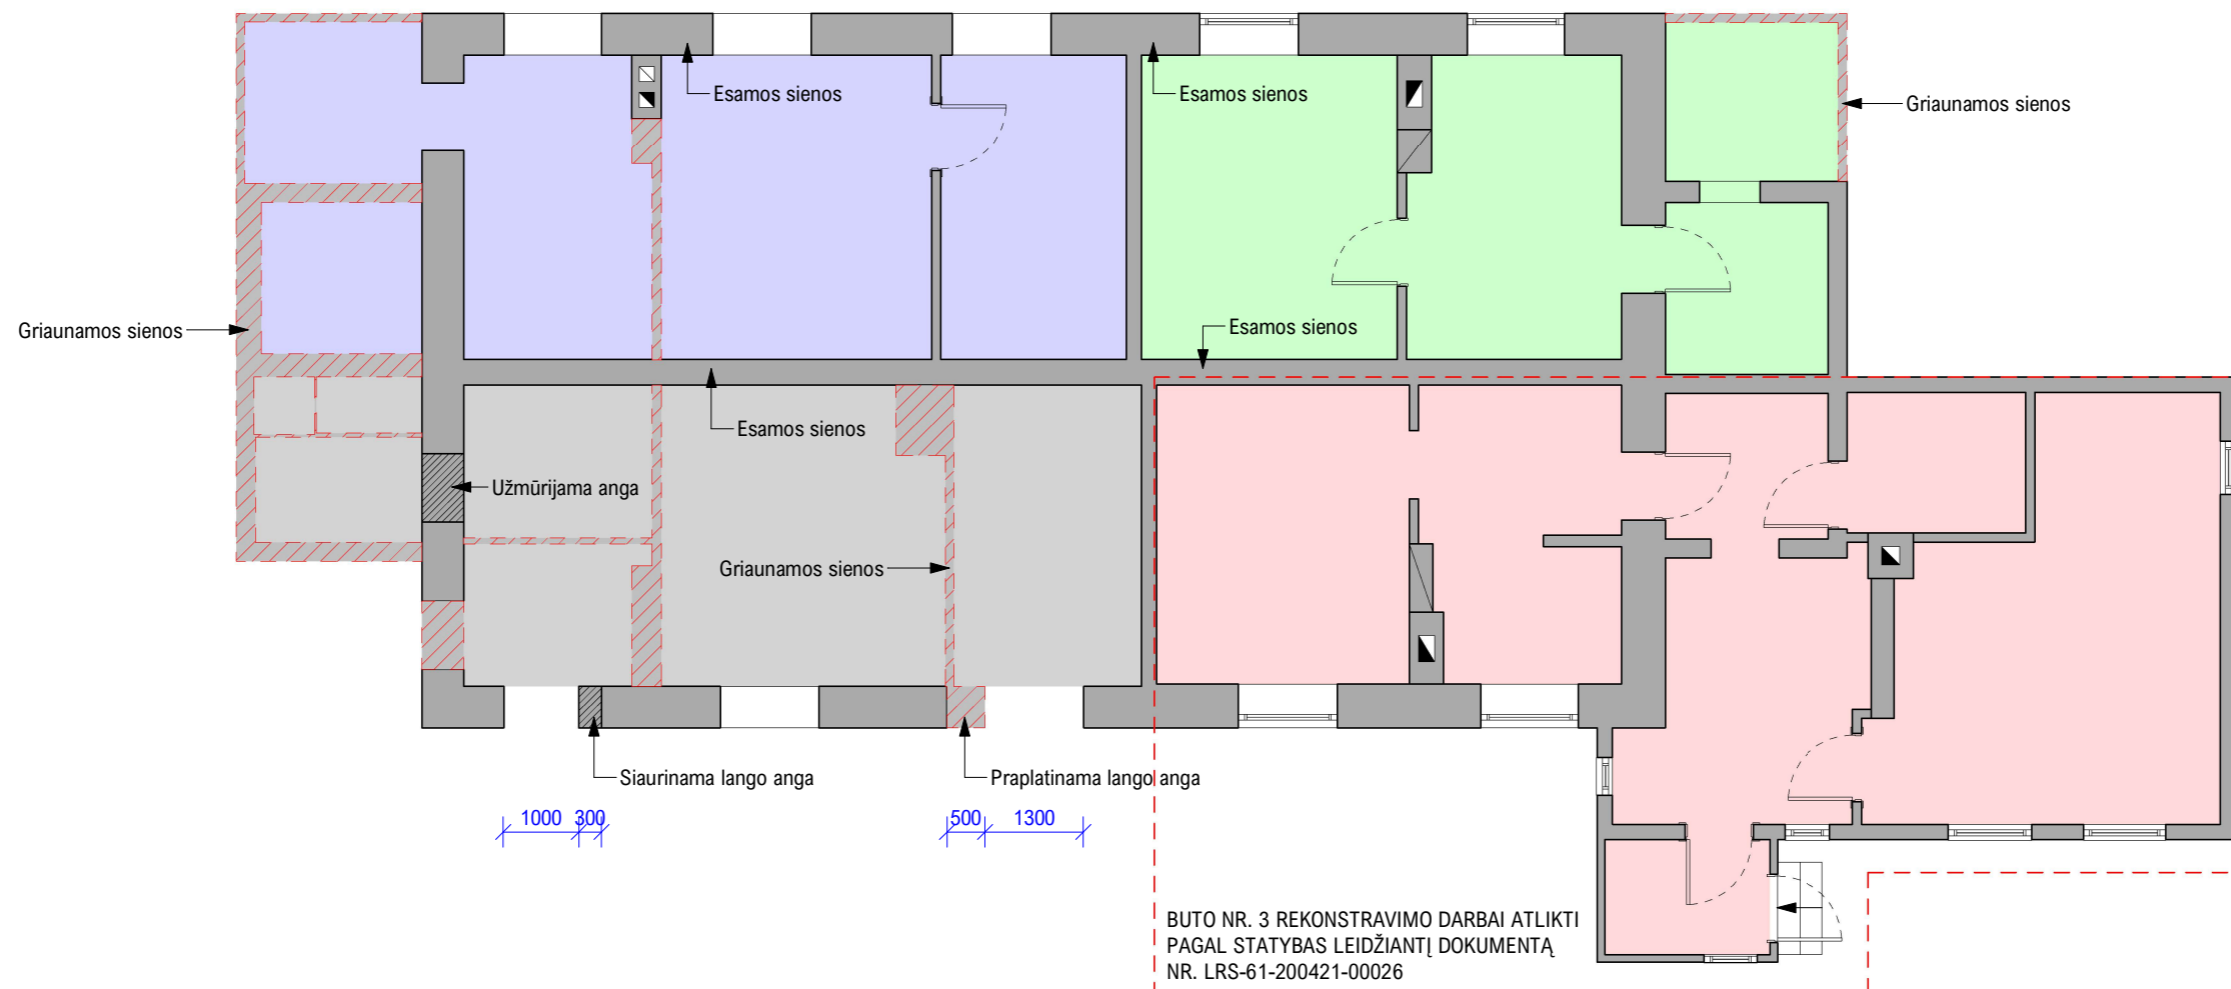 Esamos sienos
Esamos sienos
Griaunamos sienos
Griaunamos sienos
Esamos sienos
Esamos sienos
Užmūrijama anga
Griaunamos sienos
Siaurinama lango anga
Praplatinama lango anga
1000 300 500 1300
BUTO NR. 3 REKONSTRAVIMO DARBAI ATLIKTI
PAGAL STATYBAS LEIDŽIANTĮ DOKUMENTĄ
NR. LRS-61-200421-00026